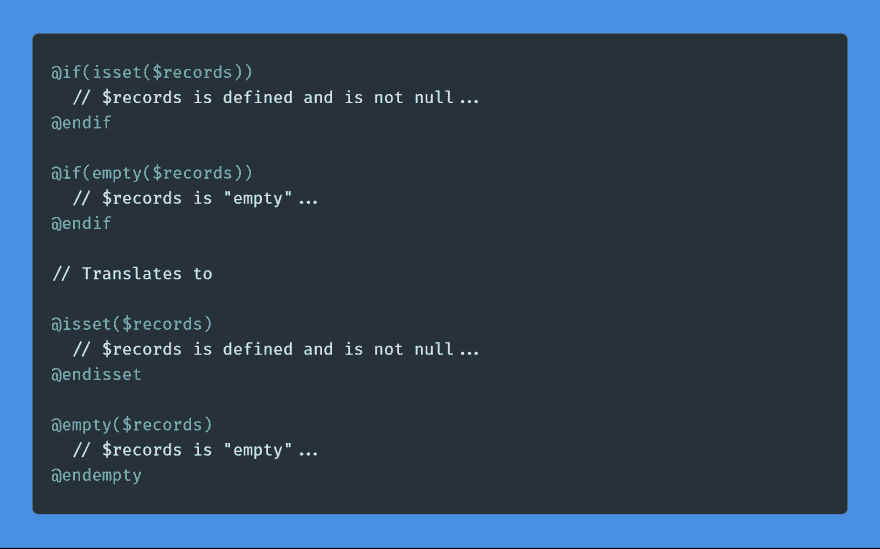 @if(isset($records))
// $records is defined and is not null...
@endif
@if(empty($records))
// $records is "empty"...
@endif
// Translates to
@isset($records)
// $records is defined and is not null...
@endisset
@empty($records)
// $records is "empty"...
@endempty